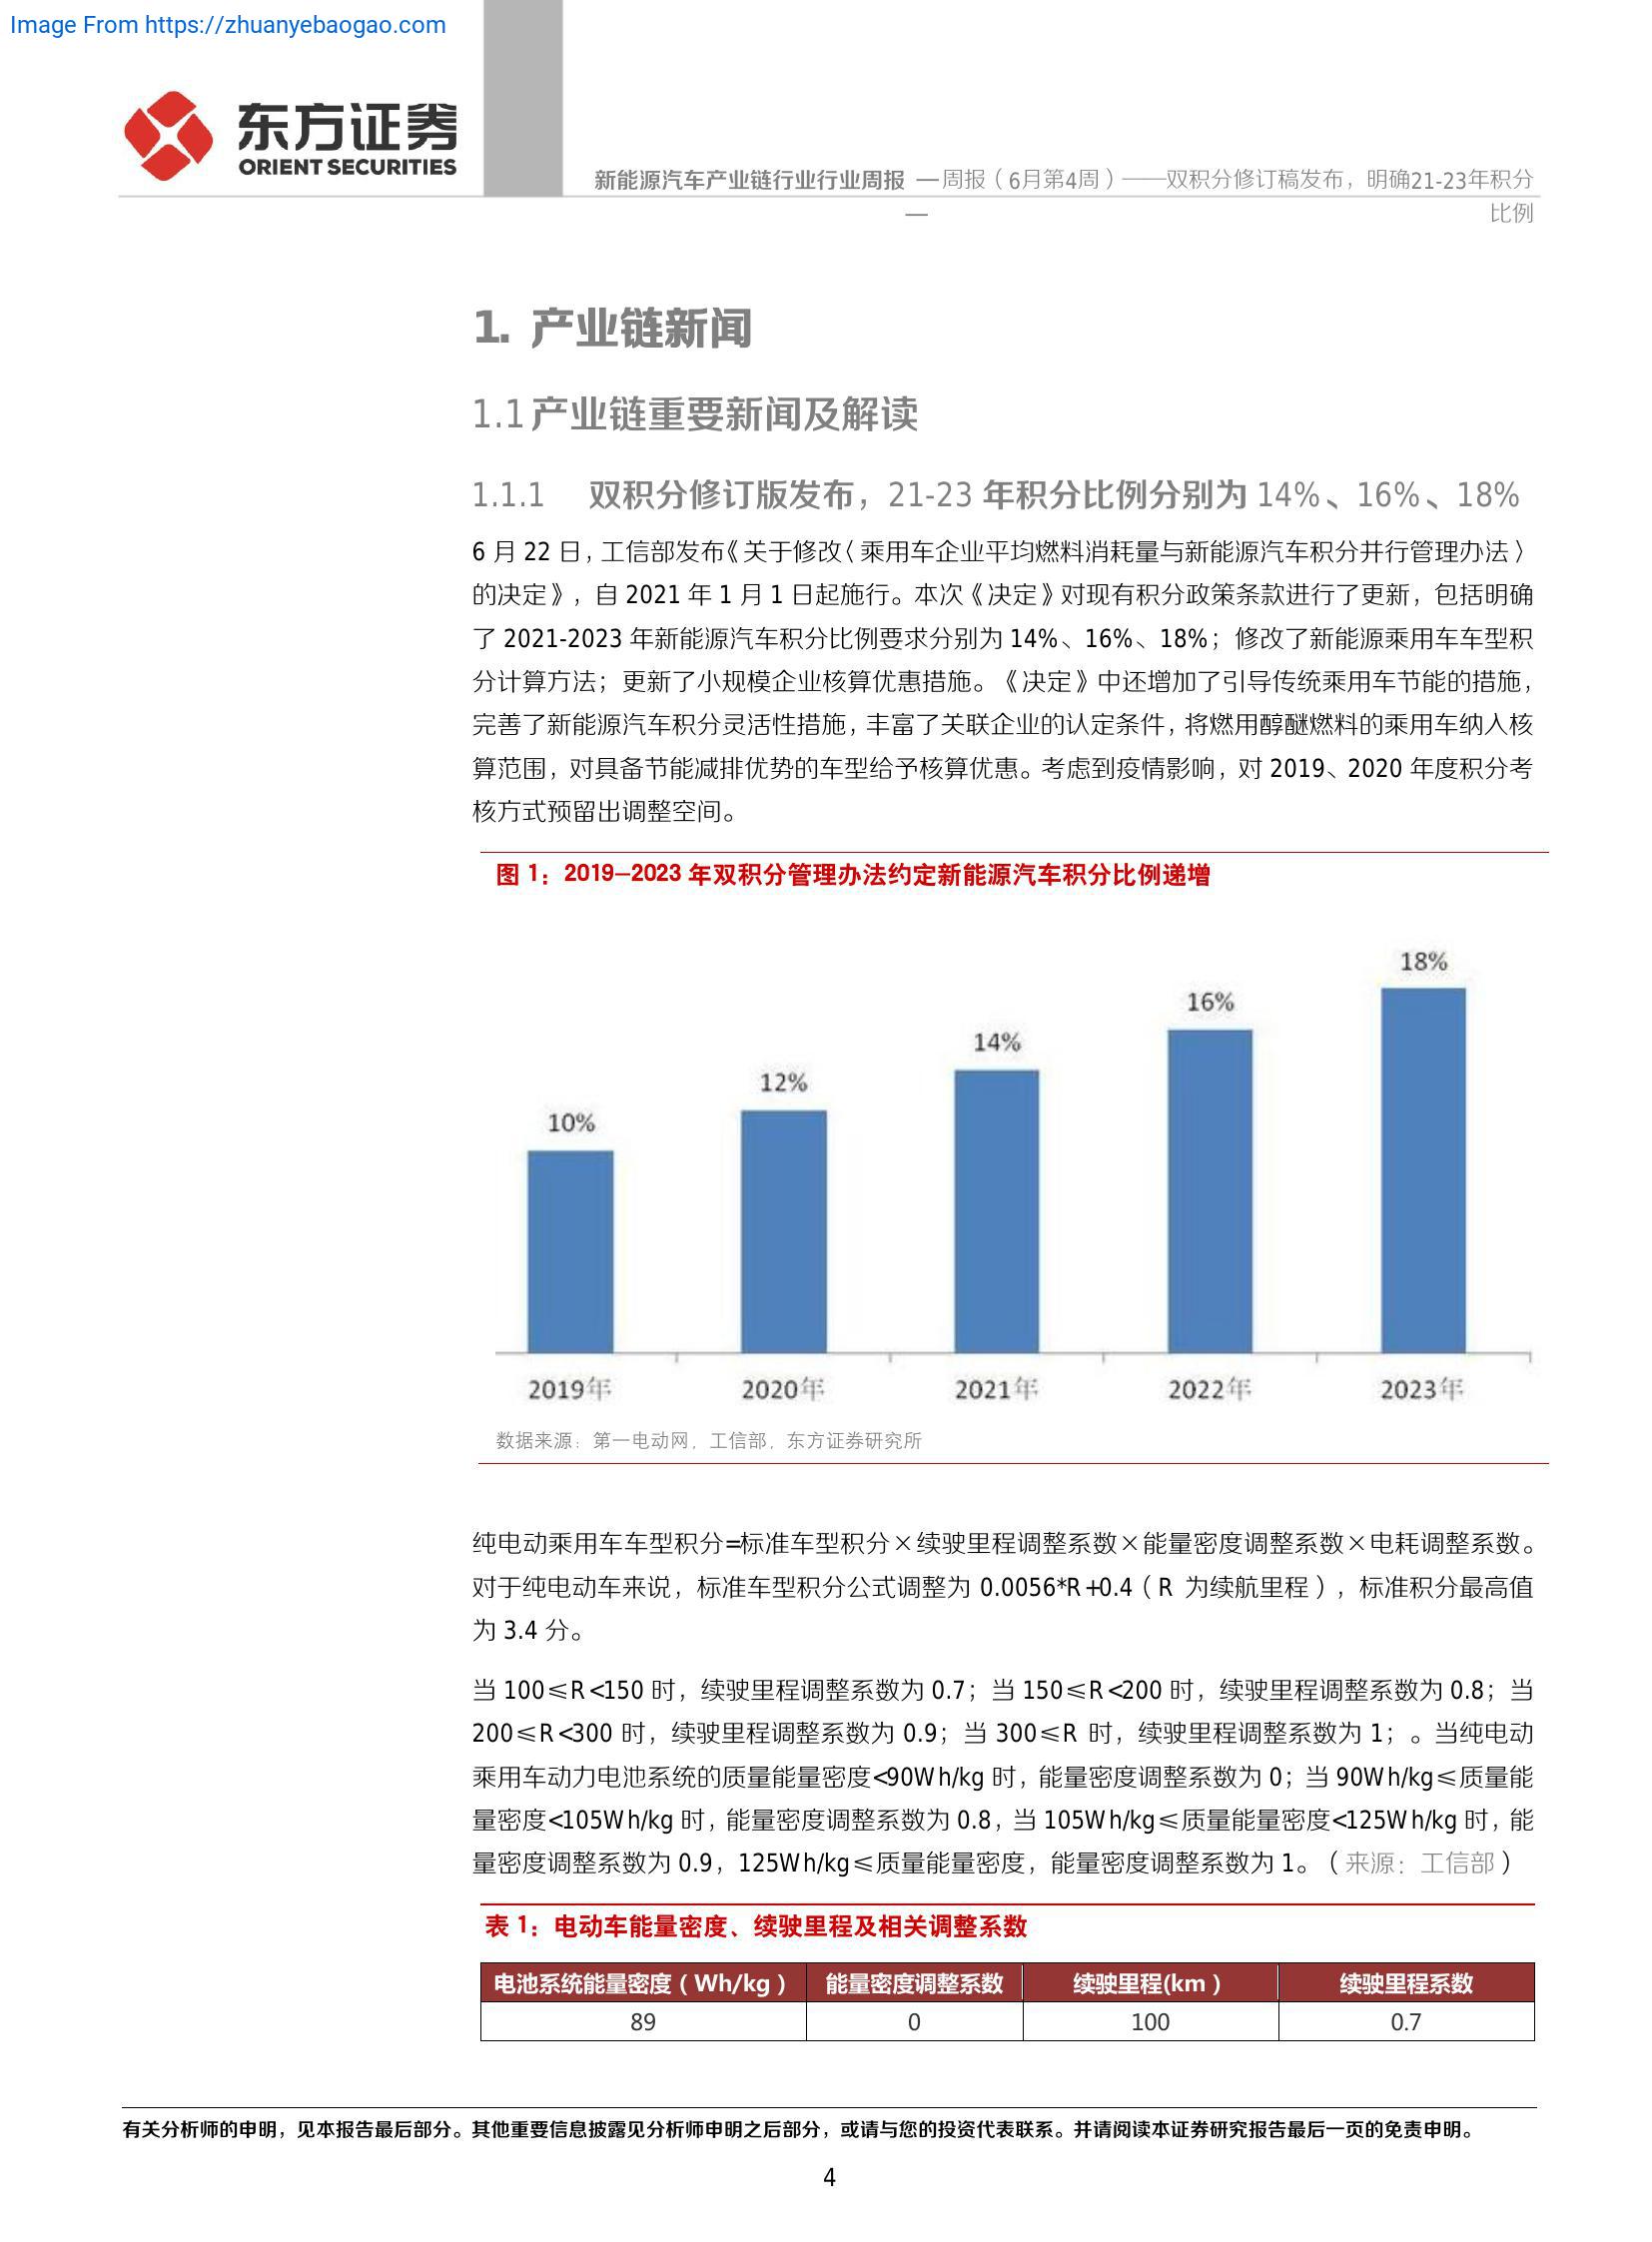 Image From https://zhuanyebaogao.com
东方证券
ORIENT SECURITIES
新能源汽车产业链行业行业周报 —周报（6月第4周）——双积分修订稿发布，明确21-23年积分
— 比例
1. 产业链新闻
1.1产业链重要新闻及解读
1.1.1 双积分修订版发布，21-23 年积分比例分别为 14%、16%、18%
6 月 22 日，工信部发布《关于修改〈乘用车企业平均燃料消耗量与新能源汽车积分并行管理办法〉
的决定》，自 2021 年 1 月 1 日起施行。本次《决定》对现有积分政策条款进行了更新，包括明确
了 2021-2023 年新能源汽车积分比例要求分别为 14%、16%、18%；修改了新能源乘用车车型积
分计算方法；更新了小规模企业核算优惠措施。《决定》中还增加了引导传统乘用车节能的措施，
完善了新能源汽车积分灵活性措施，丰富了关联企业的认定条件，将燃用醇醚燃料的乘用车纳入核
算范围，对具备节能减排优势的车型给予核算优惠。考虑到疫情影响，对 2019、2020 年度积分考
核方式预留出调整空间。
图 1：2019–2023 年双积分管理办法约定新能源汽车积分比例递增
18%
16%
14%
12%
10%
2019年 2020年 2021年 2022年 2023年
数据来源：第一电动网，工信部，东方证券研究所
纯电动乘用车车型积分=标准车型积分×续驶里程调整系数×能量密度调整系数×电耗调整系数。
对于纯电动车来说，标准车型积分公式调整为 0.0056*R+0.4（R 为续航里程），标准积分最高值
为 3.4 分。
当 100≤R<150 时，续驶里程调整系数为 0.7；当 150≤R<200 时，续驶里程调整系数为 0.8；当
200≤R<300 时，续驶里程调整系数为 0.9；当 300≤R 时，续驶里程调整系数为 1；。当纯电动
乘用车动力电池系统的质量能量密度<90Wh/kg 时，能量密度调整系数为 0；当 90Wh/kg≤质量能
量密度<105Wh/kg 时，能量密度调整系数为 0.8，当 105Wh/kg≤质量能量密度<125Wh/kg 时，能
量密度调整系数为 0.9，125Wh/kg≤质量能量密度，能量密度调整系数为 1。（来源：工信部）
表 1：电动车能量密度、续驶里程及相关调整系数
电池系统能量密度（Wh/kg） 能量密度调整系数 续驶里程(km） 续驶里程系数
89 0 100 0.7
有关分析师的申明，见本报告最后部分。其他重要信息披露见分析师申明之后部分，或请与您的投资代表联系。并请阅读本证券研究报告最后一页的免责申明。
4